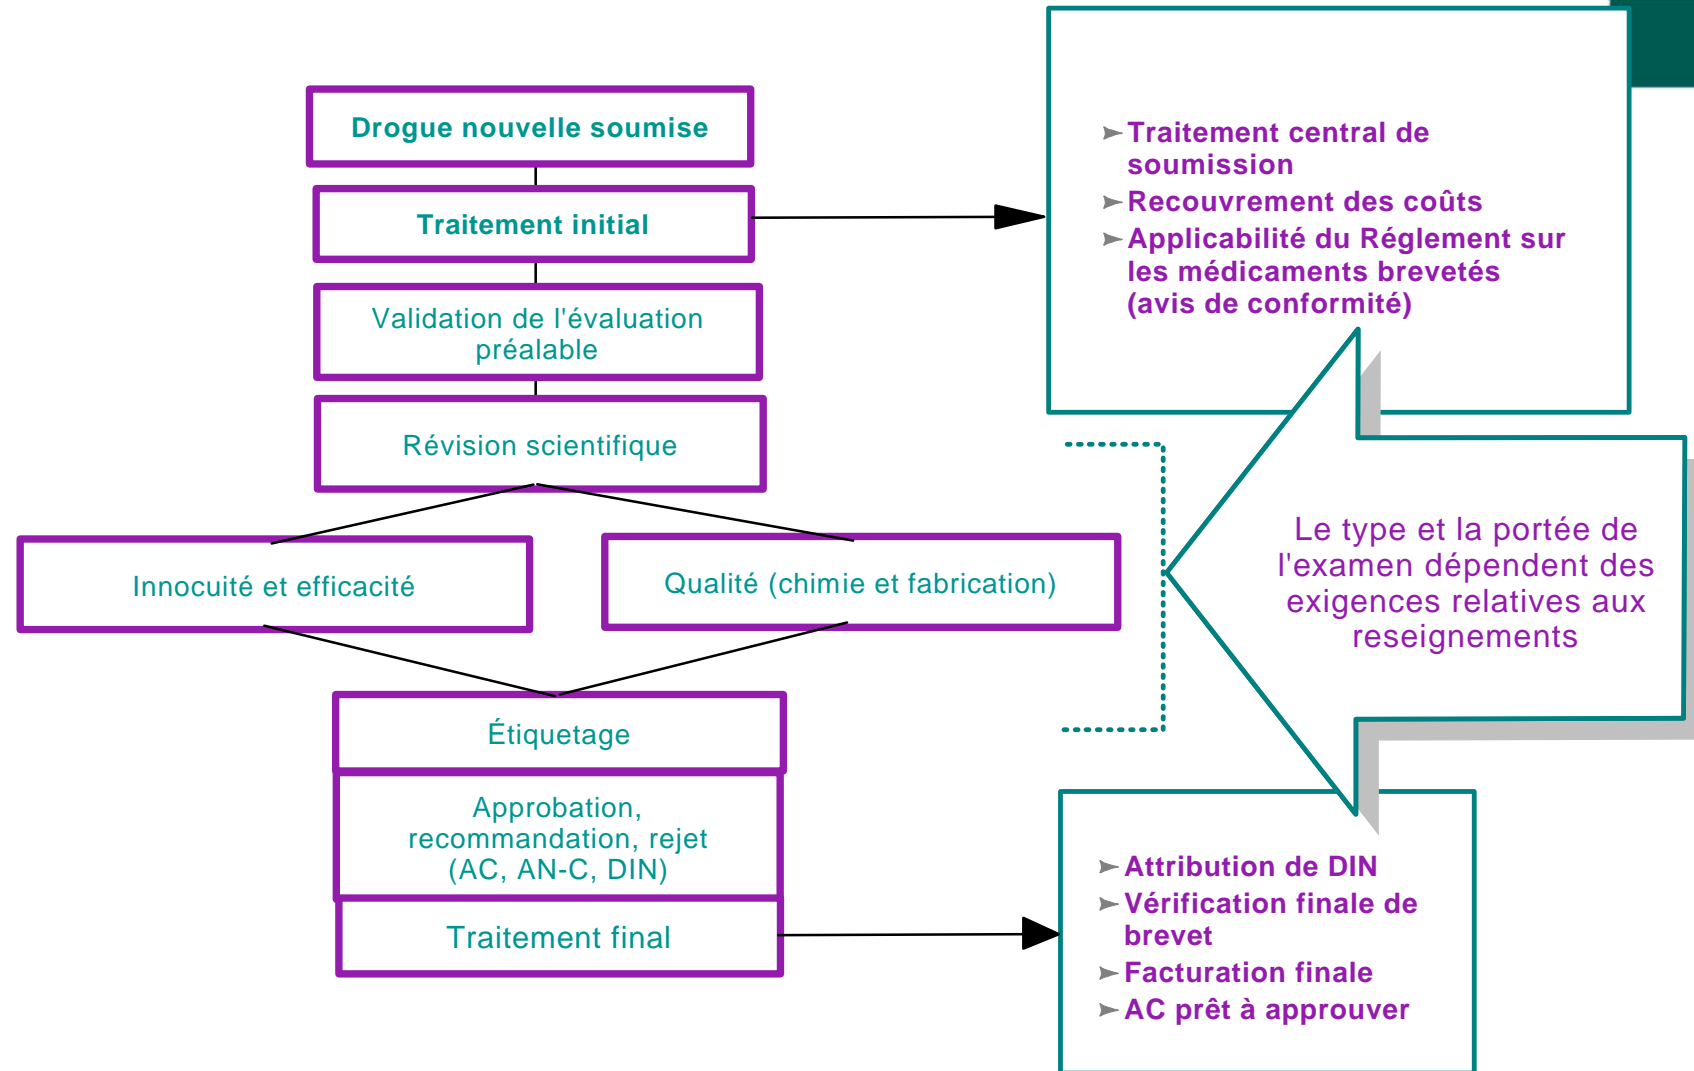 Drogue nouvelle soumise
Traitement initial
Validation de l'évaluation
préalable
Révision scientifique
Innocuité et efficacité
Qualité (chimie et fabrication)
Étiquetage
Approbation,
recommandation, rejet
(AC, AN-C, DIN)
Traitement final
➢Traitement central de
soumission
➢Recouvrement des coûts
➢Applicabilité du Réglement sur
les médicaments brevetés
(avis de conformité)
Le type et la portée de
l'examen dépendent des
exigences relatives aux
reseignements
➢Attribution de DIN
➢Vérification finale de
brevet
➢Facturation finale
➢AC prêt à approuver